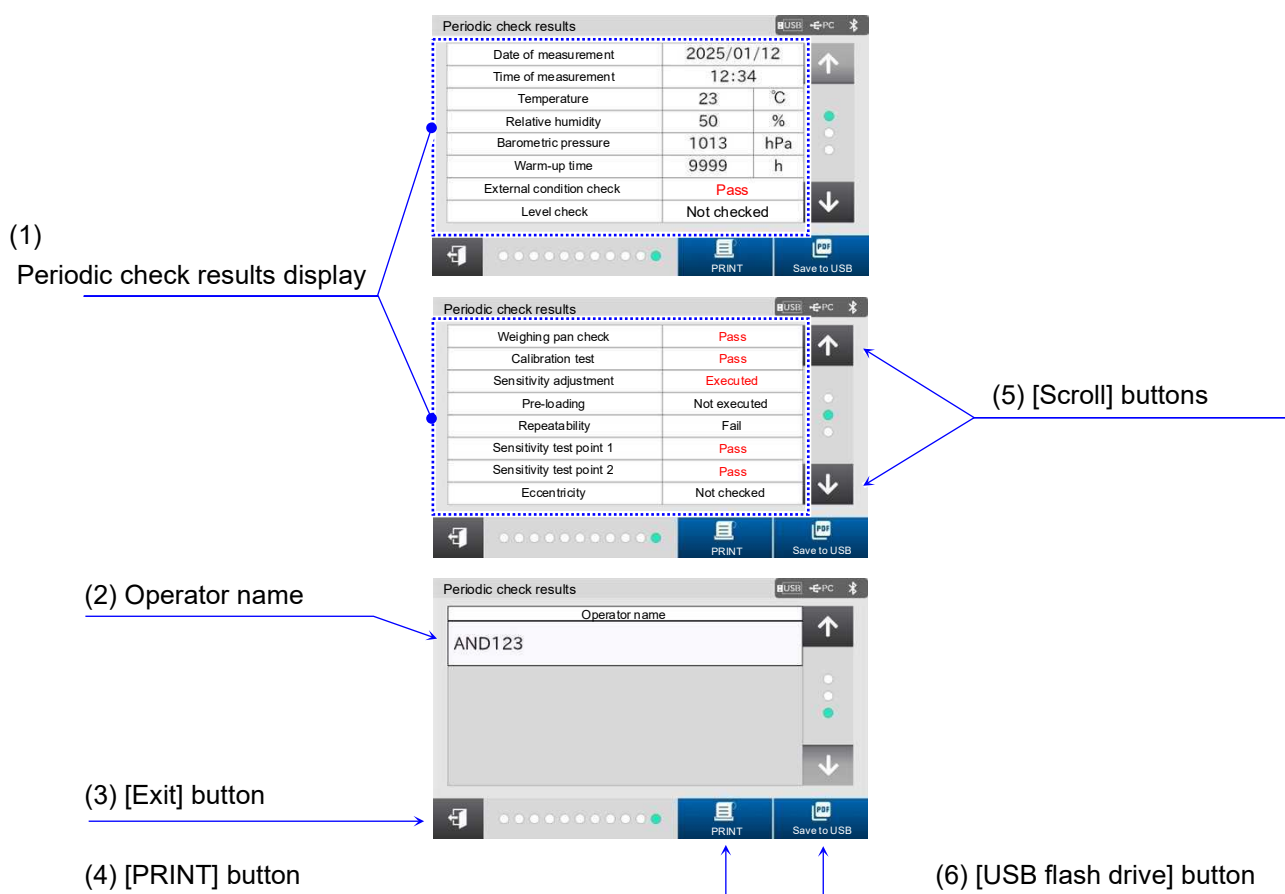 Periodic check results
USB PC
Date of measurement 2025/01/12
Time of measurement 12:34
Temperature 23 ℃
Relative humidity 50 %
Barometric pressure 1013 hPa
Warm-up time 9999 h
External condition check Pass
Level check Not checked
PRINT
PDF
Save to USB
(1)
Periodic check results display
Periodic check results
USB PC
Weighing pan check Pass
Calibration test Pass
Sensitivity adjustment Executed
Pre-loading Not executed
Repeatability Fail
Sensitivity test point 1 Pass
Sensitivity test point 2 Pass
Eccentricity Not checked
PRINT
PDF
Save to USB
(5) [Scroll] buttons
(2) Operator name
Periodic check results
USB PC
Operator name
AND123
(3) [Exit] button
PRINT
PDF
Save to USB
(4) [PRINT] button
(6) [USB flash drive] button